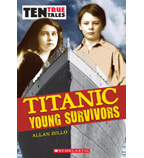 TEN TRUE TALES
TITANIC
YOUNG SURVIVORS
ALLAN ZULLO
SCHOLASTIC